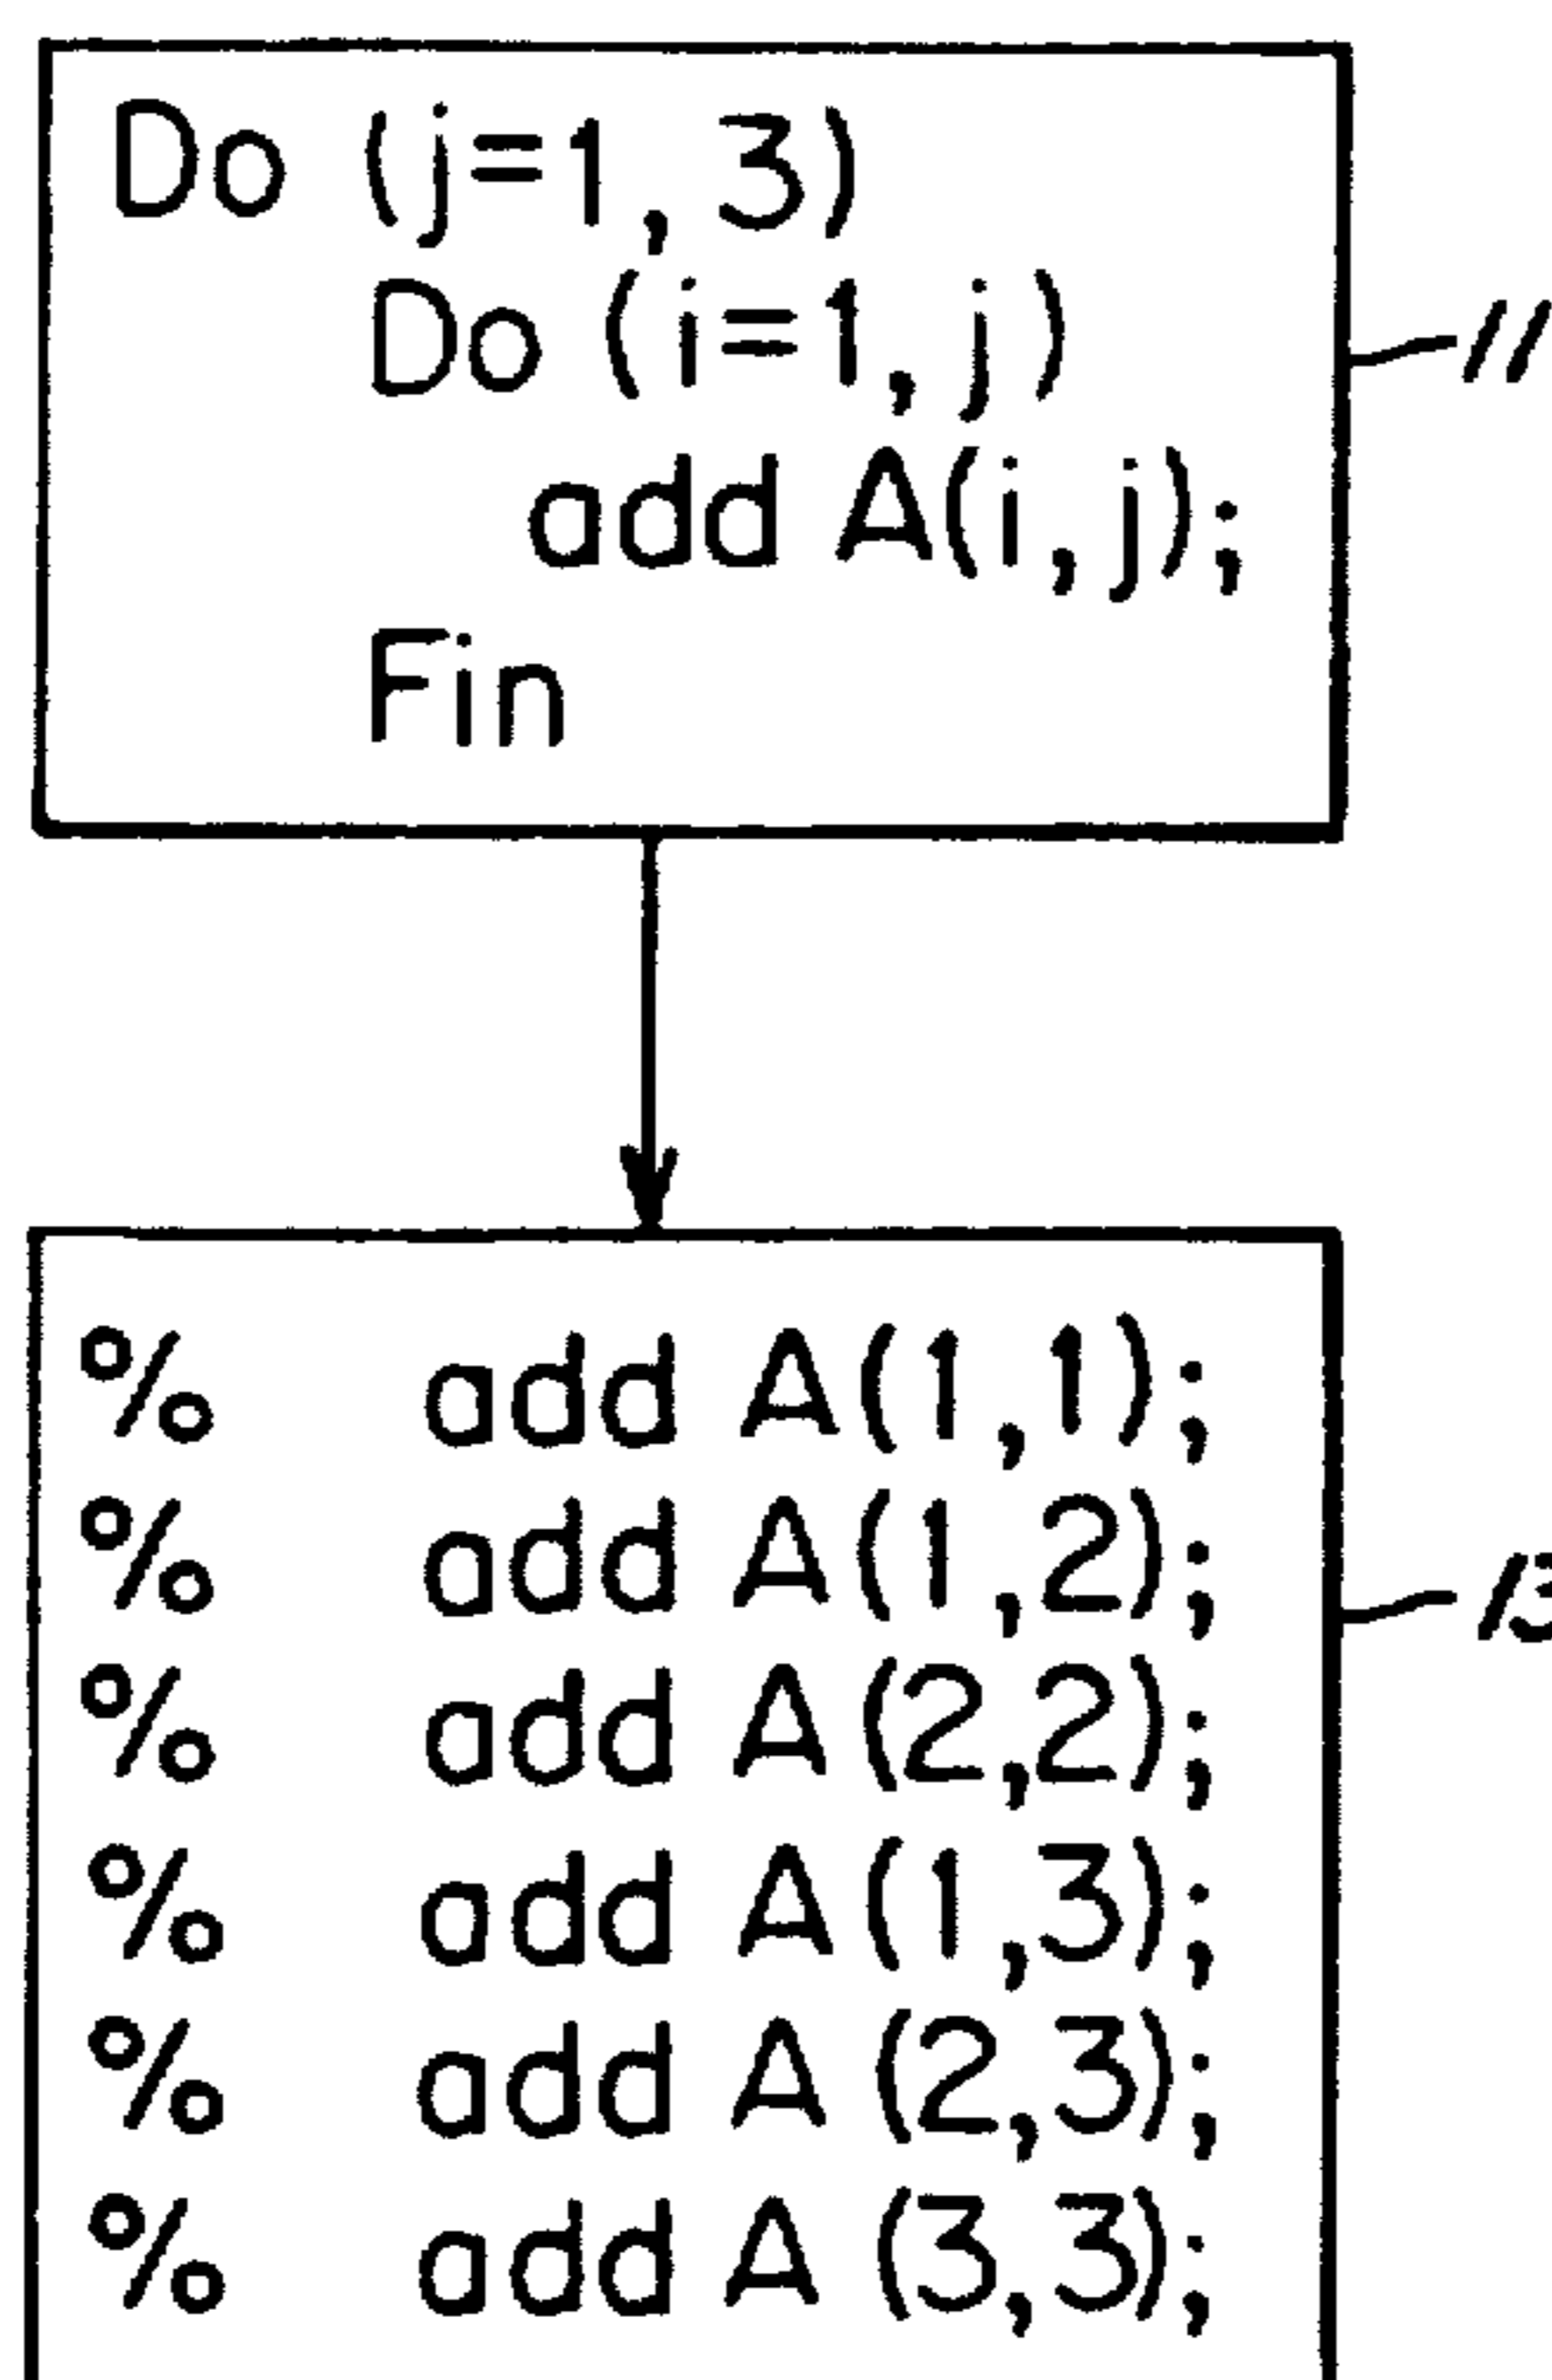 Do (j=1, 3)
Do (i=1, j)
add A(i,j);
Fin
11
% add A(1,1);
% add A(1,2);
% add A(2,2);
% add A(1,3);
% add A(2,3);
% add A(3,3);